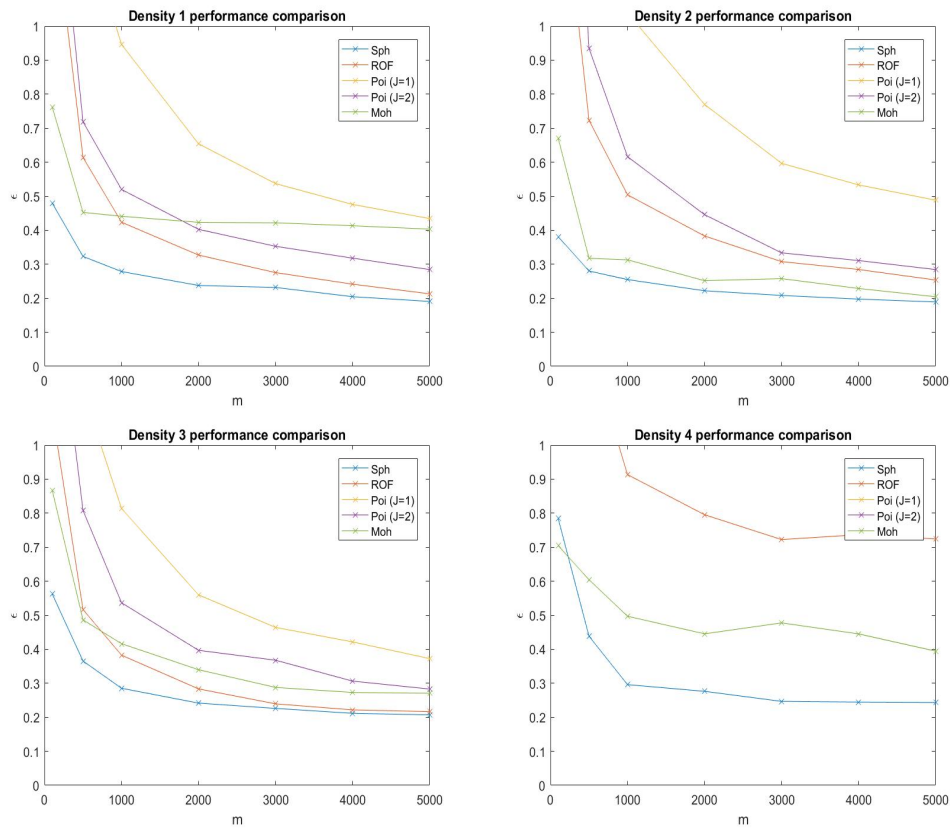 Density 1 performance comparison
1
0.9
0.8
0.7
0.6
0.5
0.4
0.3
0.2
0.1
0
ϵ
Sph
ROF
Poi (J=1)
Poi (J=2)
Moh
0 1000 2000 3000 4000 5000
m
Density 2 performance comparison
1
0.9
0.8
0.7
0.6
0.5
0.4
0.3
0.2
0.1
0
ϵ
Sph
ROF
Poi (J=1)
Poi (J=2)
Moh
0 1000 2000 3000 4000 5000
m
Density 3 performance comparison
1
0.9
0.8
0.7
0.6
0.5
0.4
0.3
0.2
0.1
0
ϵ
Sph
ROF
Poi (J=1)
Poi (J=2)
Moh
0 1000 2000 3000 4000 5000
m
Density 4 performance comparison
1
0.9
0.8
0.7
0.6
0.5
0.4
0.3
0.2
0.1
0
ϵ
Sph
ROF
Poi (J=1)
Poi (J=2)
Moh
0 1000 2000 3000 4000 5000
m